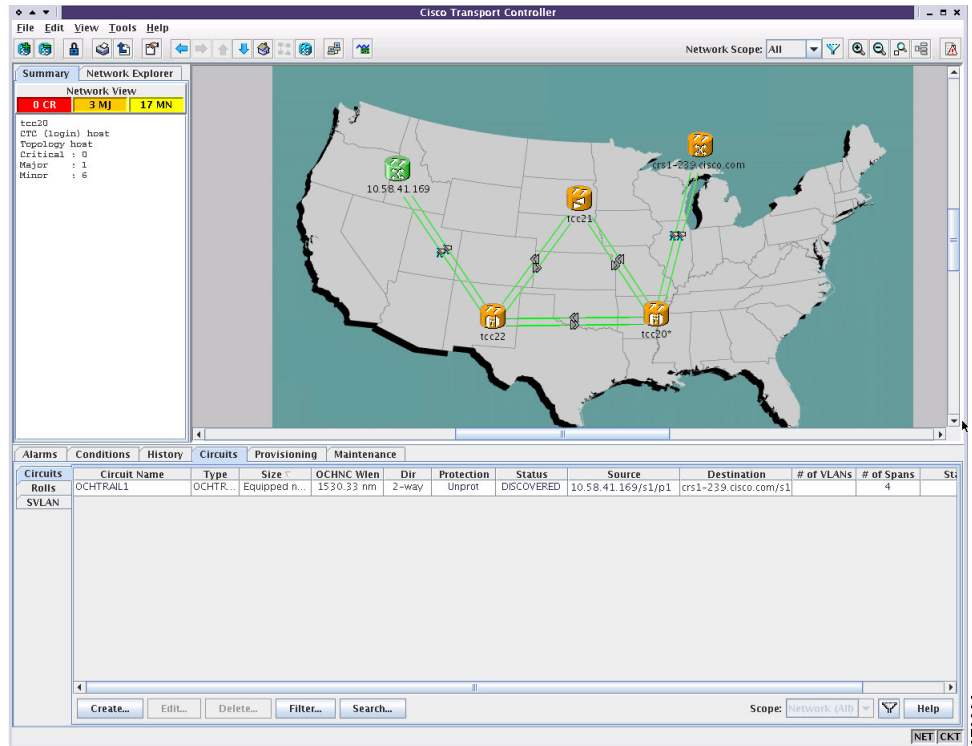 Cisco Transport Controller
File Edit View Tools Help
Network Scope: All
Summary Network Explorer
Network View
0 CR 3 MJ 17 MN
tcc20
CTC (login) host
Topology host
Critical : 0
Major : 1
Minor : 6
crs1-239.cisco.com
10.58.41.169
tcc21
tcc22
tcc20*
Alarms Conditions History Circuits Provisioning Maintenance
Circuits
Rolls
SVLAN
Circuit Name Type Size OCHNC Wlen Dir Protection Status Source Destination # of VLANs # of Spans Sta
OCHTRAIL1 OCHTR... Equipped n... 1530.33 nm 2-way Unprot DISCOVERED 10.58.41.169/s1/p1 crs1-239.cisco.com/s1 4
Create... Edit... Delete... Filter... Search... Scope: Network (All) Help
NET CKT